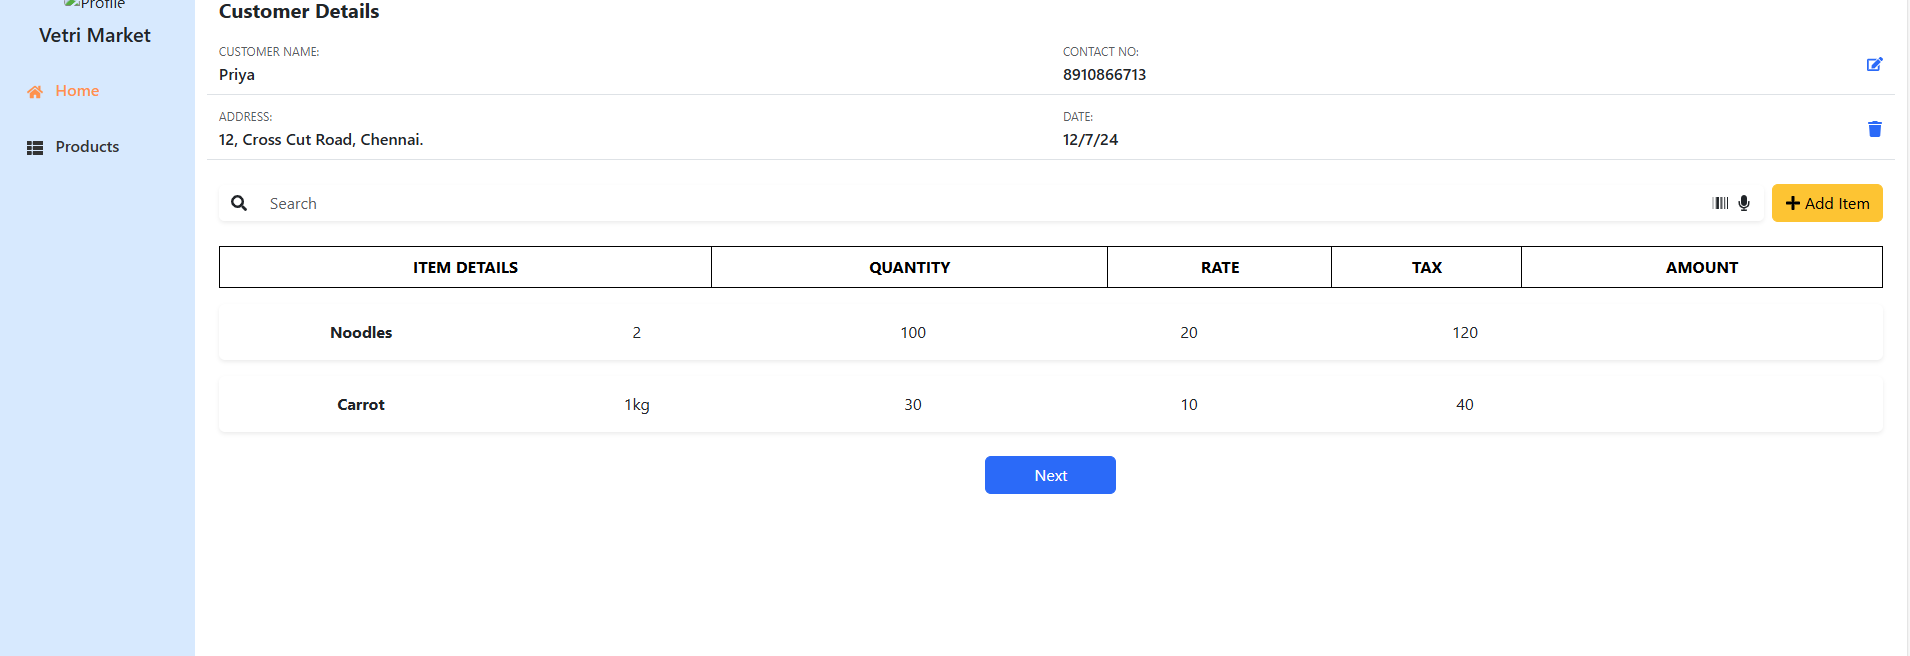 Profile
Vetri Market
Home
Products
Customer Details
CUSTOMER NAME:
Priya
CONTACT NO:
8910866713
ADDRESS:
12, Cross Cut Road, Chennai.
DATE:
12/7/24
Search
Add Item
ITEM DETAILS QUANTITY RATE TAX AMOUNT
Noodles 2 100 20 120
Carrot 1kg 30 10 40
Next